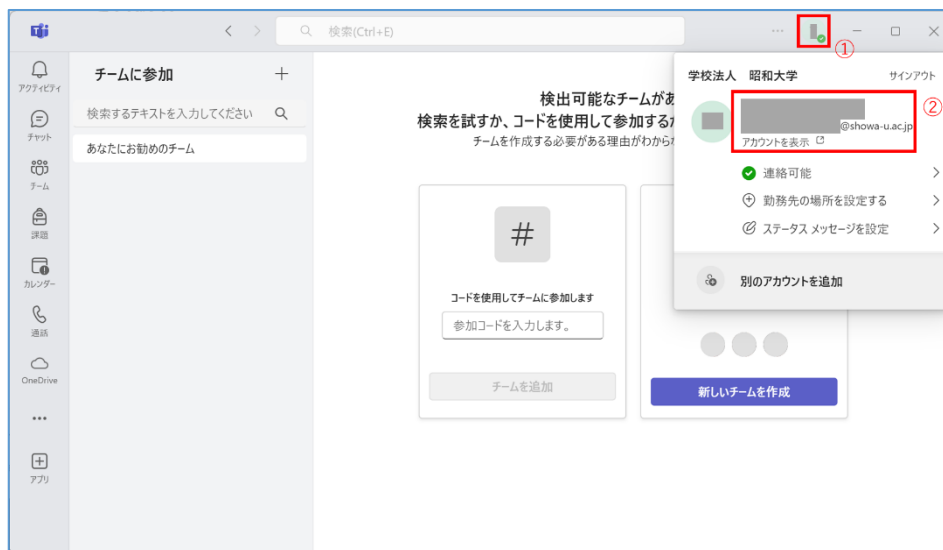 検索(Ctrl+E)
①
アクティビティ
チャット
チーム
課題
カレンダー
通話
OneDrive
アプリ
チームに参加
検索するテキストを入力してください
あなたにお勧めのチーム
検出可能なチームがあ
検索を試すか、コードを使用して参加する
チームを作成する必要がある理由がわからな
#
コードを使用してチームに参加します
参加コードを入力します。
チームを追加
新しいチームを作成
学校法人 昭和大学 サインアウト
②
@showa-u.ac.jp
アカウントを表示
連絡可能
勤務先の場所を設定する
ステータス メッセージを設定
別のアカウントを追加